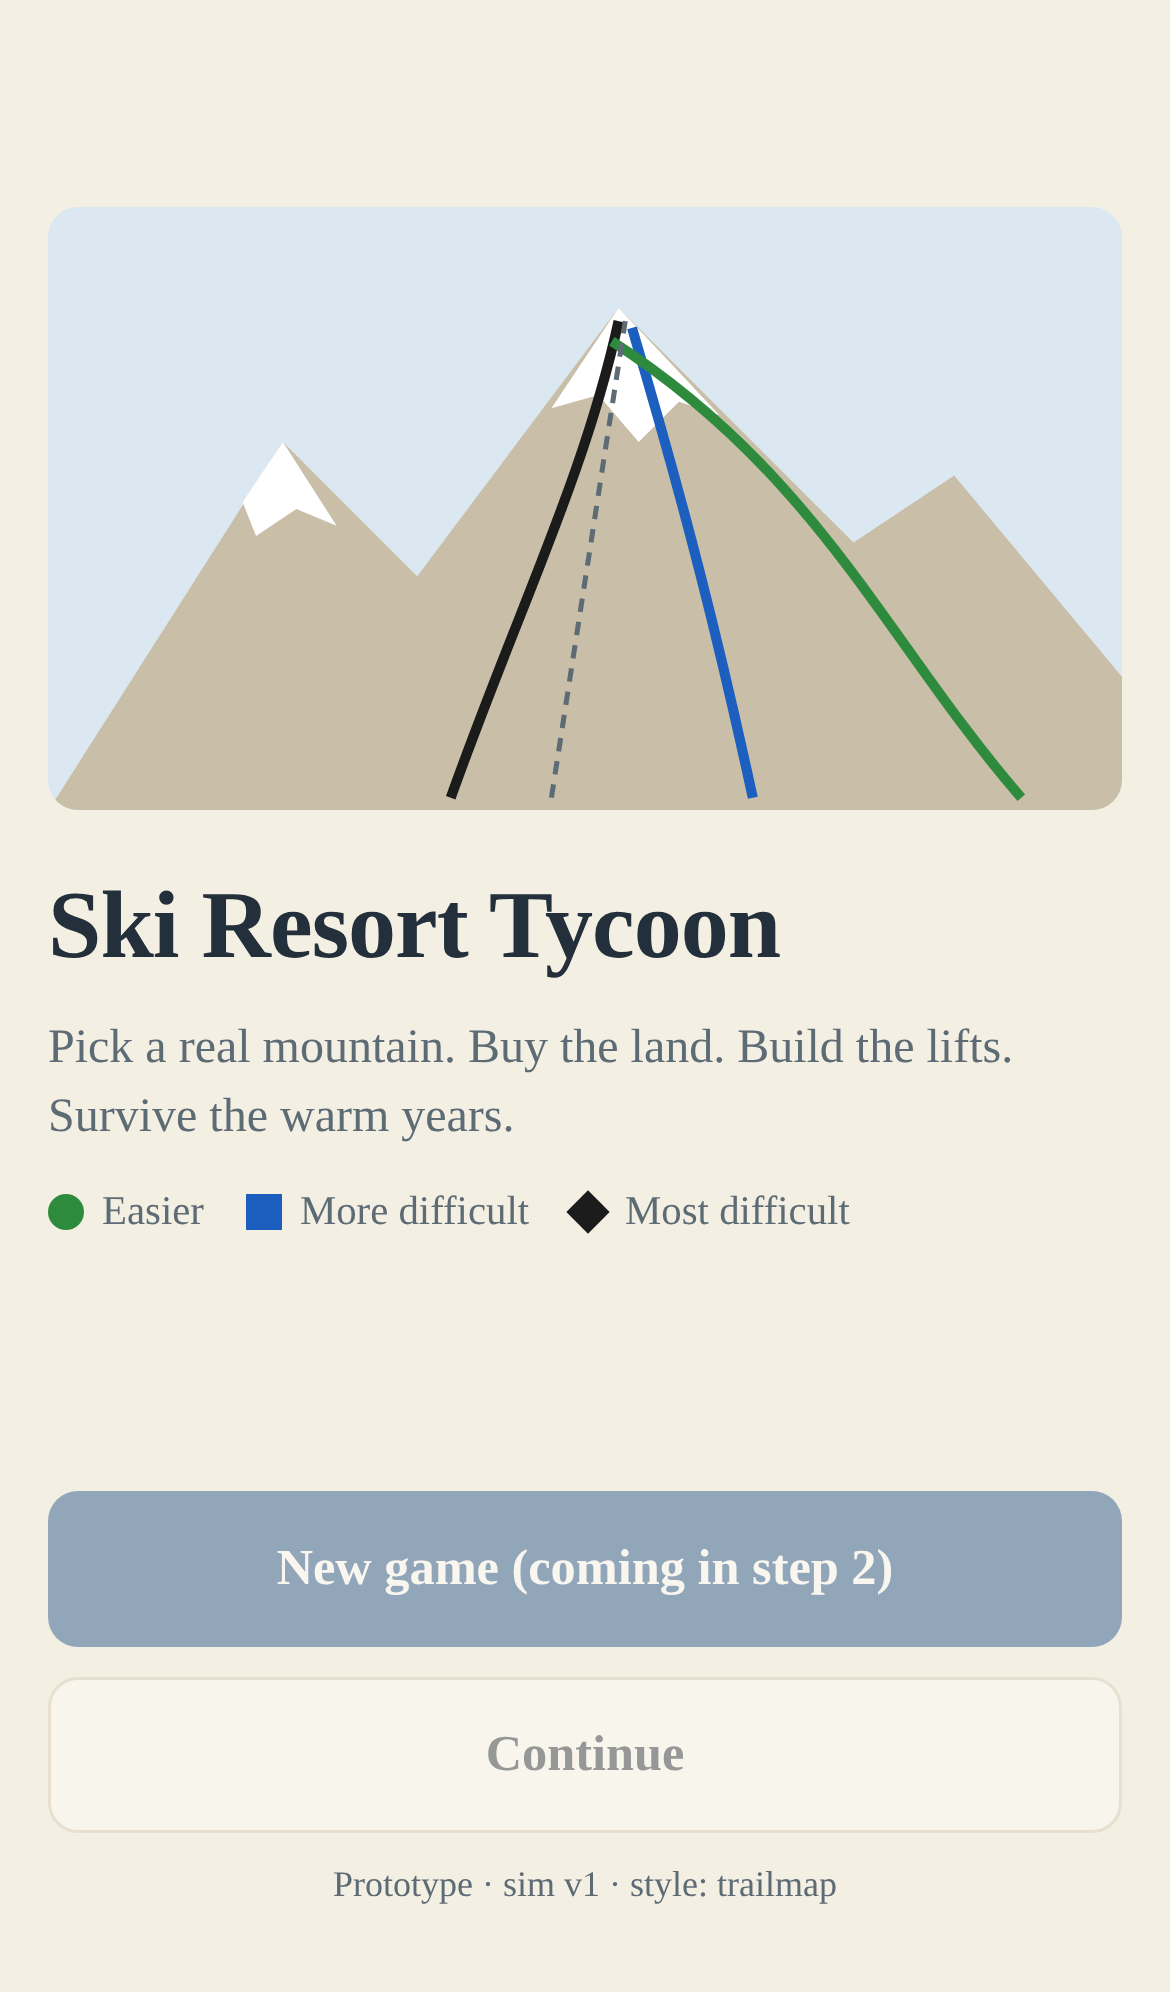 Ski Resort Tycoon
Pick a real mountain. Buy the land. Build the lifts.
Survive the warm years.
Easier More difficult Most difficult
New game (coming in step 2)
Continue
Prototype · sim v1 · style: trailmap